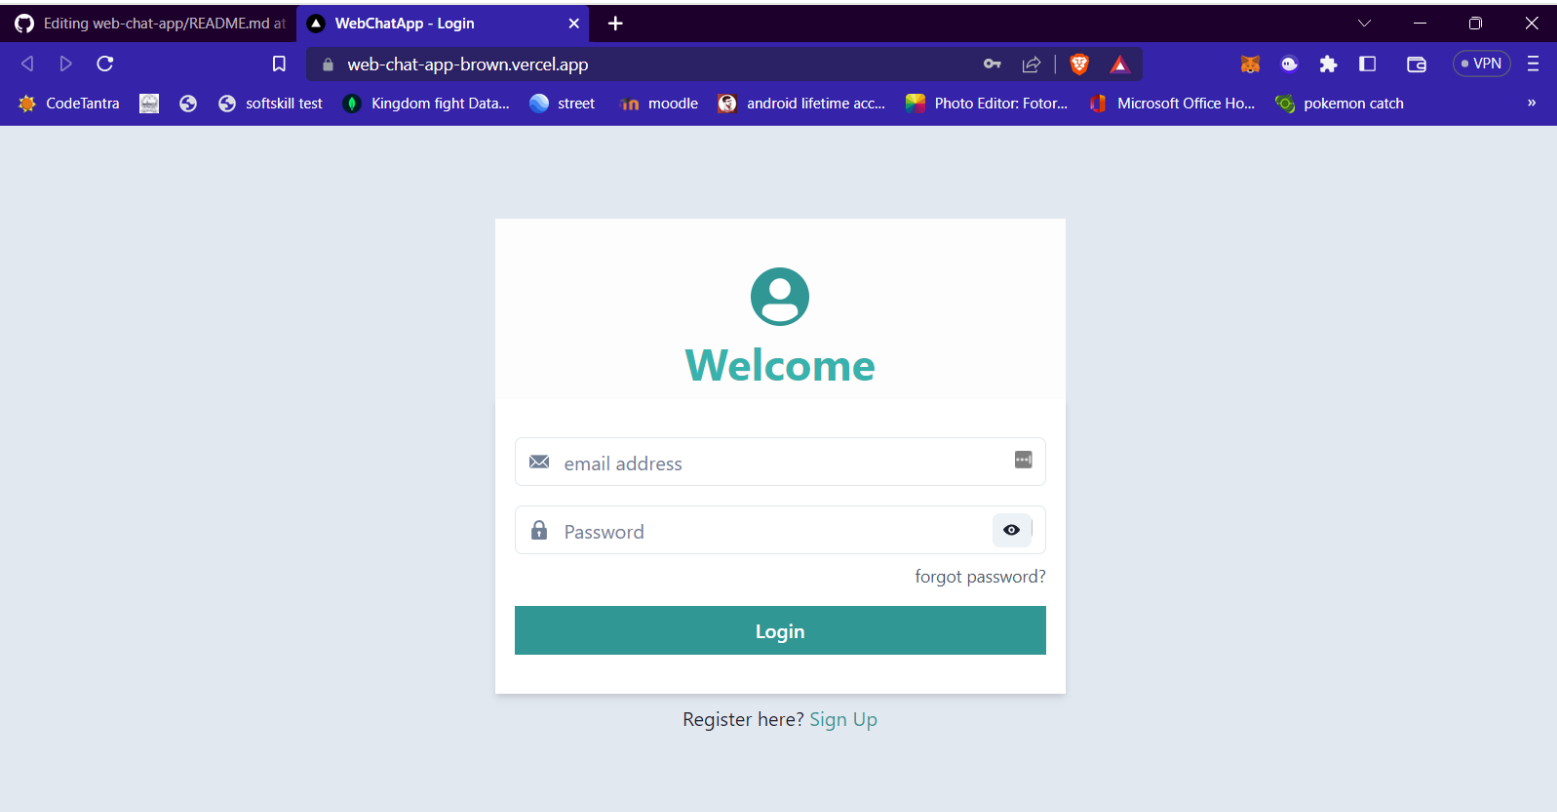 Editing web-chat-app/README.md at
WebChatApp - Login
web-chat-app-brown.vercel.app
VPN
CodeTantra
softskill test
Kingdom fight Data...
street
moodle
android lifetime acc...
Photo Editor: Fotor...
Microsoft Office Ho...
pokemon catch
»
Welcome
email address
Password
forgot password?
Login
Register here? Sign Up